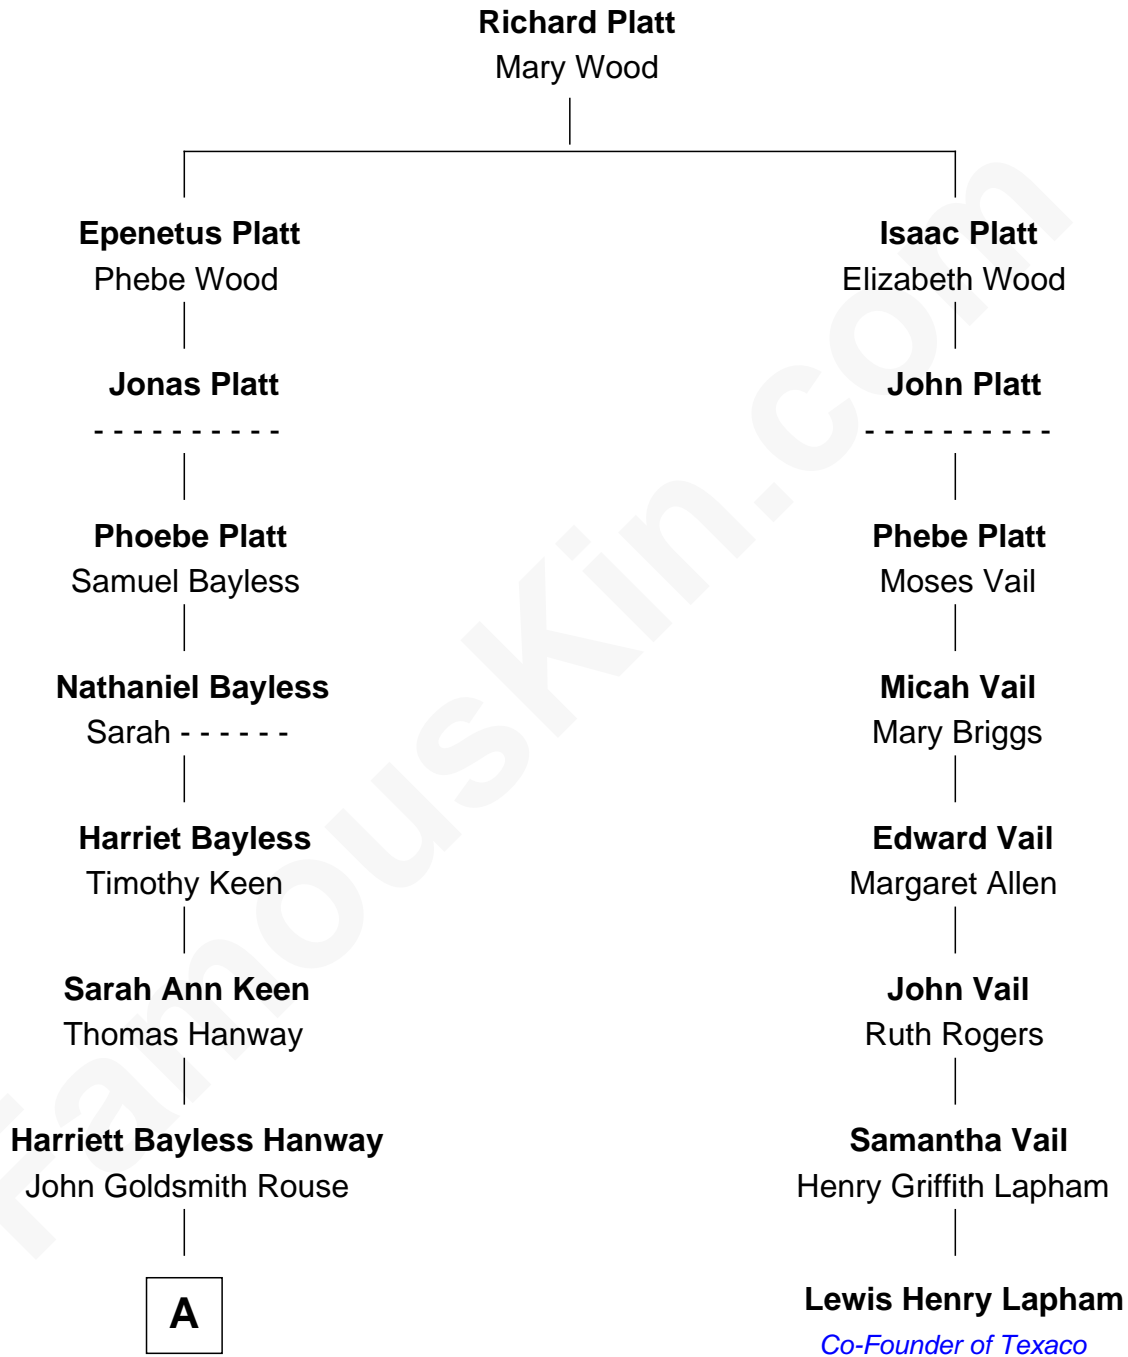 Richard Platt
Mary Wood
Epenetus Platt
Phebe Wood
Isaac Platt
Elizabeth Wood
Jonas Platt
- - - - - - - - - -
John Platt
- - - - - - - - - -
Phoebe Platt
Samuel Bayless
Phebe Platt
Moses Vail
Nathaniel Bayless
Sarah - - - - - -
Micah Vail
Mary Briggs
Harriet Bayless
Timothy Keen
Edward Vail
Margaret Allen
Sarah Ann Keen
Thomas Hanway
John Vail
Ruth Rogers
Harriett Bayless Hanway
John Goldsmith Rouse
Samantha Vail
Henry Griffith Lapham
A
Lewis Henry Lapham
Co-Founder of Texaco
FamousKin.com